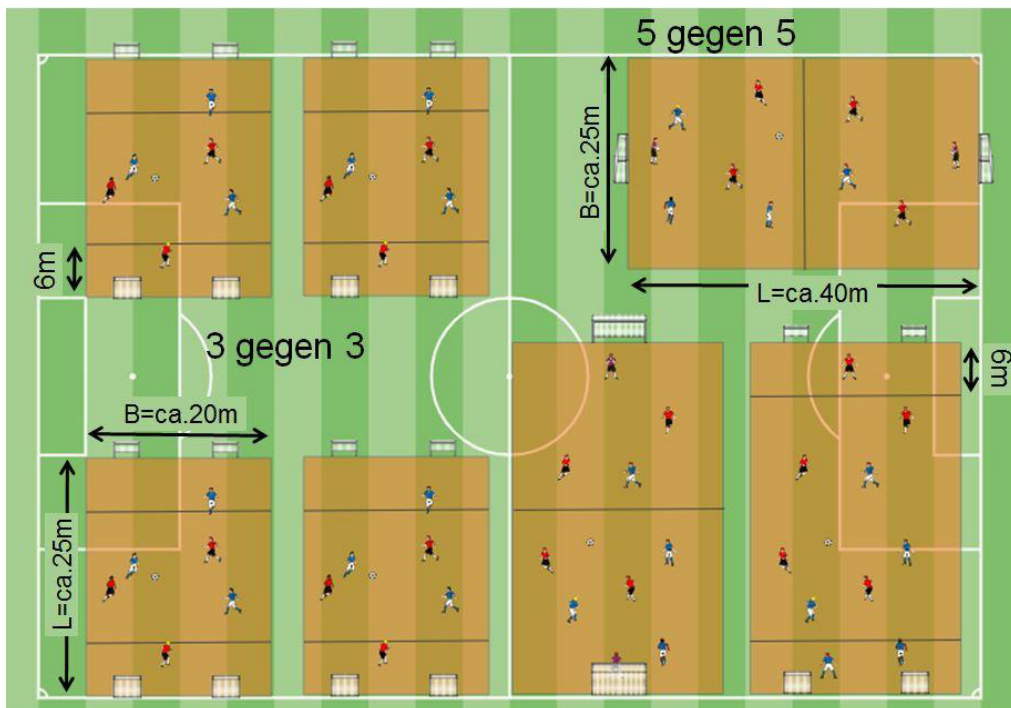 5 gegen 5
B=ca.25m
6m
L=ca.40m
3 gegen 3
6m
B=ca.20m
L=ca.25m